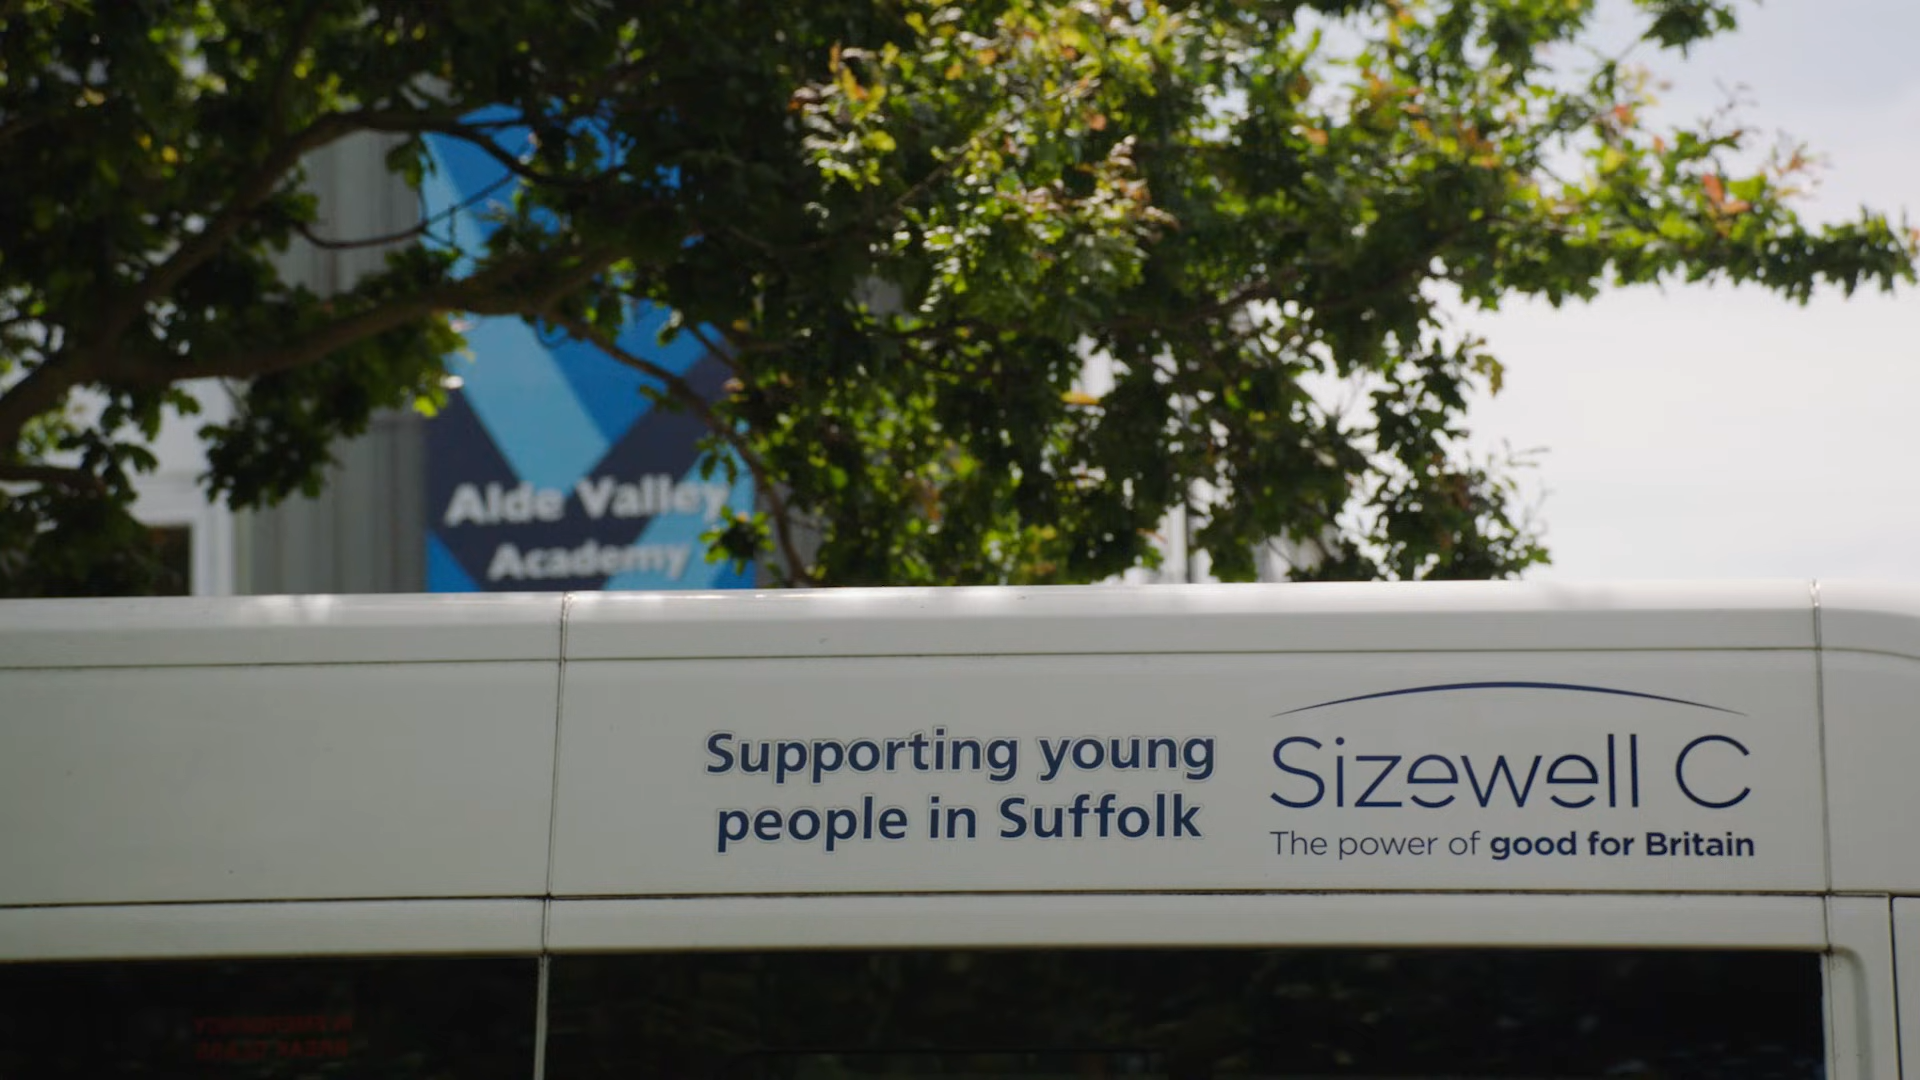 Alde Valley
Academy
Supporting young
people in Suffolk
Sizewell C
The power of good for Britain